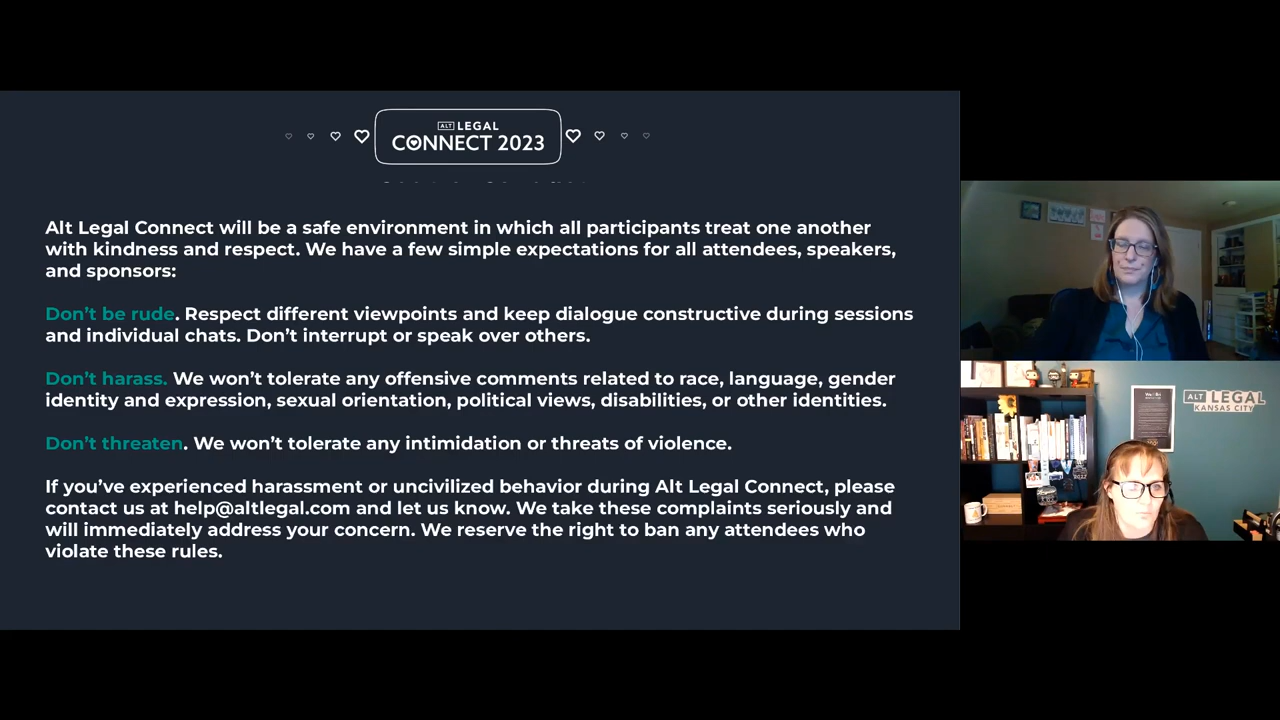 ALT LEGAL
CONNECT 2023
Alt Legal Connect will be a safe environment in which all participants treat one another
with kindness and respect. We have a few simple expectations for all attendees, speakers,
and sponsors:
Don't be rude. Respect different viewpoints and keep dialogue constructive during sessions
and individual chats. Don't interrupt or speak over others.
Don't harass. We won't tolerate any offensive comments related to race, language, gender
identity and expression, sexual orientation, political views, disabilities, or other identities.
Don't threaten. We won't tolerate any intimidation or threats of violence.
If you've experienced harassment or uncivilized behavior during Alt Legal Connect, please
contact us at help@altlegal.com and let us know. We take these complaints seriously and
will immediately address your concern. We reserve the right to ban any attendees who
violate these rules.
ALT LEGAL
KANSAS CITY